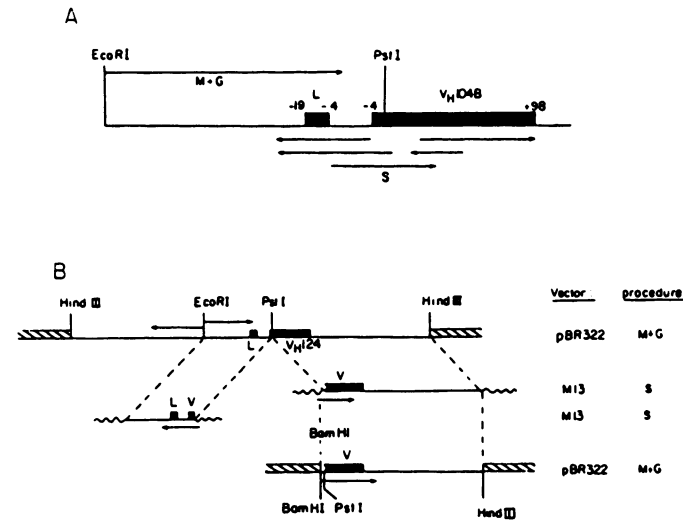 A
EcoRI
PstI
M+G
L
VH104B
-19
-4
-4
+98
S
B
Vector
procedure
Hind III
EcoRI
PstI
Hind III
L
VH124
pBR322
M+G
V
M13
S
L V
M13
S
BamHI
V
pBR322
M+G
BamHI
PstI
Hind III